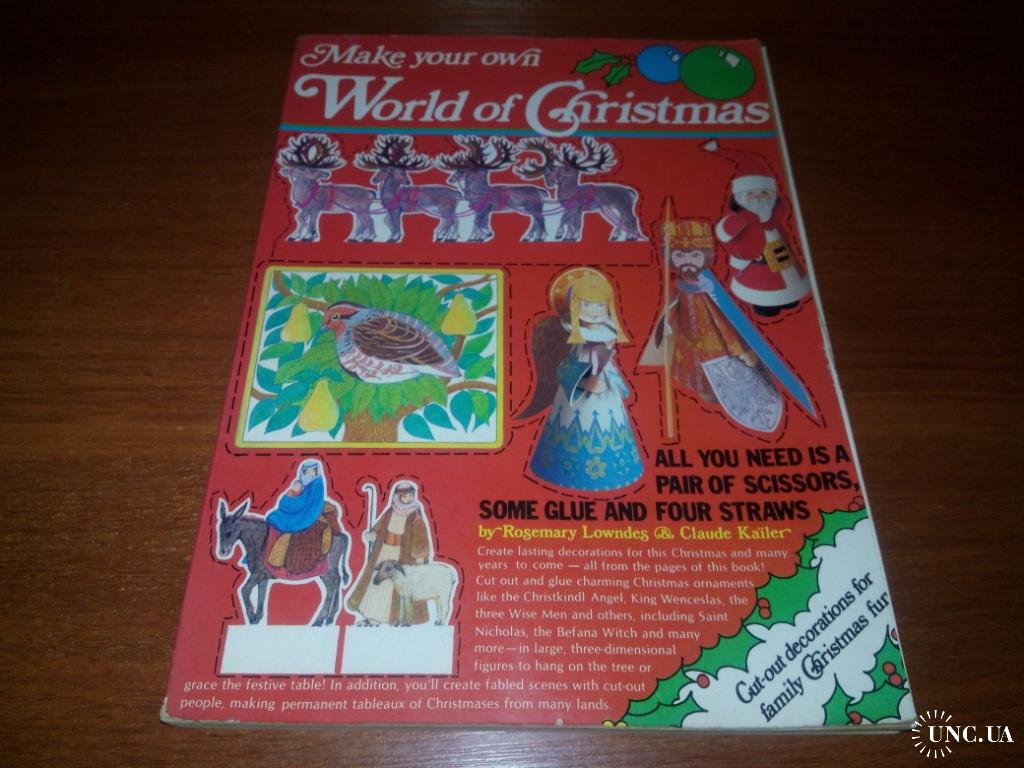 Make your own
World of Christmas
ALL YOU NEED IS A
PAIR OF SCISSORS,
SOME GLUE AND FOUR STRAWS
by Rosemary Lowndes & Claude Kaïler
Create lasting decorations for this Christmas and many
years to come — all from the pages of this book!
Cut out and glue charming Christmas ornaments
like the Christkindl Angel, King Wenceslas, the
three Wise Men and others, including Saint
Nicholas, the Befana Witch and many
more — in large, three-dimensional
figures to hang on the tree or
grace the festive table! In addition, you'll create fabled scenes with cut-out
people, making permanent tableaux of Christmases from many lands.
Cut-out decorations for
family Christmas fun
UNC.UA